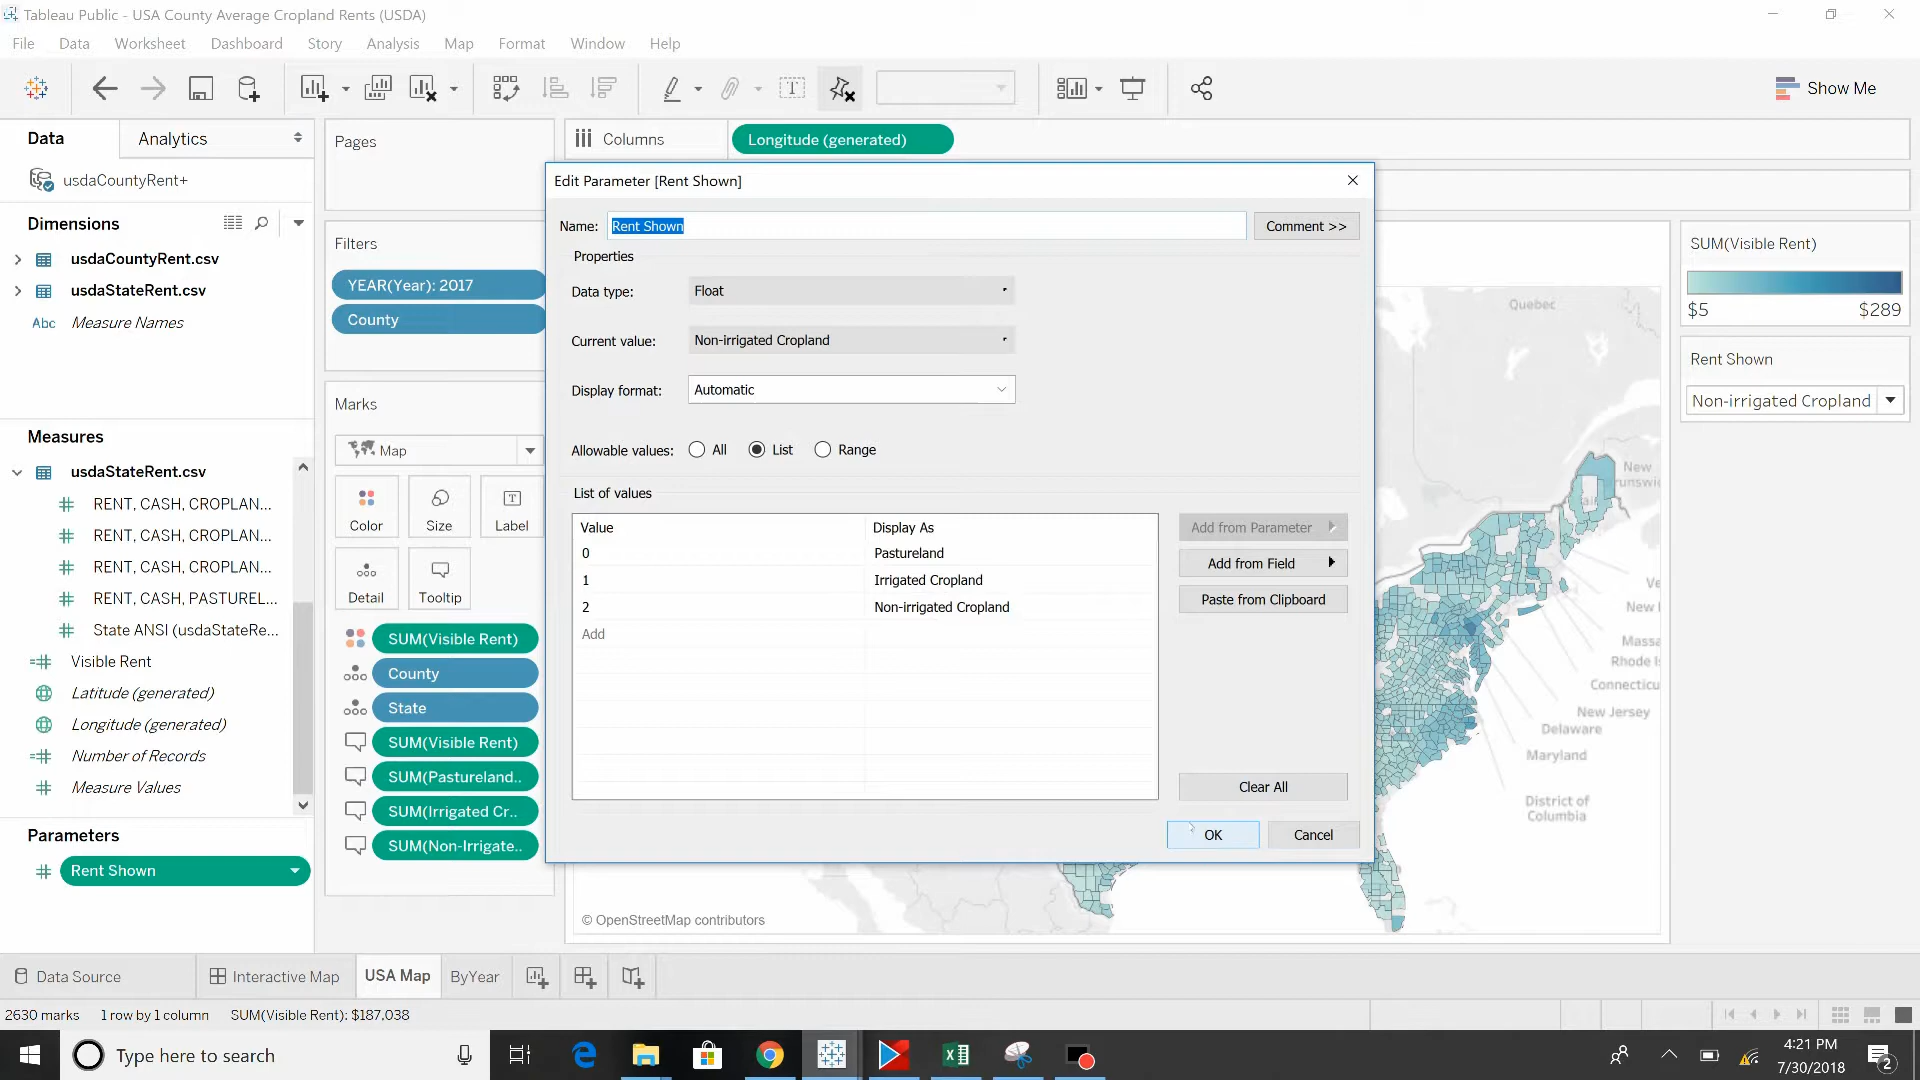 Tableau Public - USA County Average Cropland Rents (USDA)
File Data Worksheet Dashboard Story Analysis Map Format Window Help
Show Me
Data Analytics
usdaCountyRent+
Dimensions
usdaCountyRent.csv
usdaStateRent.csv
Abc Measure Names
Measures
usdaStateRent.csv
RENT, CASH, CROPLAN...
RENT, CASH, CROPLAN...
RENT, CASH, CROPLAN...
RENT, CASH, PASTUREL...
State ANSI (usdaStateRe...
Visible Rent
Latitude (generated)
Longitude (generated)
Number of Records
Measure Values
Parameters
Rent Shown
Pages
Filters
YEAR(Year): 2017
County
Marks
Map
Color Size Label
Detail Tooltip
SUM(Visible Rent)
County
State
SUM(Visible Rent)
SUM(Pastureland..
SUM(Irrigated Cr..
SUM(Non-Irrigate..
Columns Longitude (generated)
Edit Parameter [Rent Shown]
Name: Rent Shown Comment >>
Properties
Data type: Float
Current value: Non-irrigated Cropland
Display format: Automatic
Allowable values: All List Range
List of values
Value Display As
0 Pastureland
1 Irrigated Cropland
2 Non-irrigated Cropland
Add
Add from Parameter
Add from Field
Paste from Clipboard
Clear All
OK Cancel
Quebec
New
Massa
Rhode I
Connecticu
New Jersey
Delaware
Maryland
District of
Columbia
© OpenStreetMap contributors
SUM(Visible Rent)
$5 $289
Rent Shown
Non-irrigated Cropland
Data Source Interactive Map USA Map ByYear
2630 marks 1 row by 1 column SUM(Visible Rent): $187,038
Type here to search
4:21 PM
7/30/2018
2